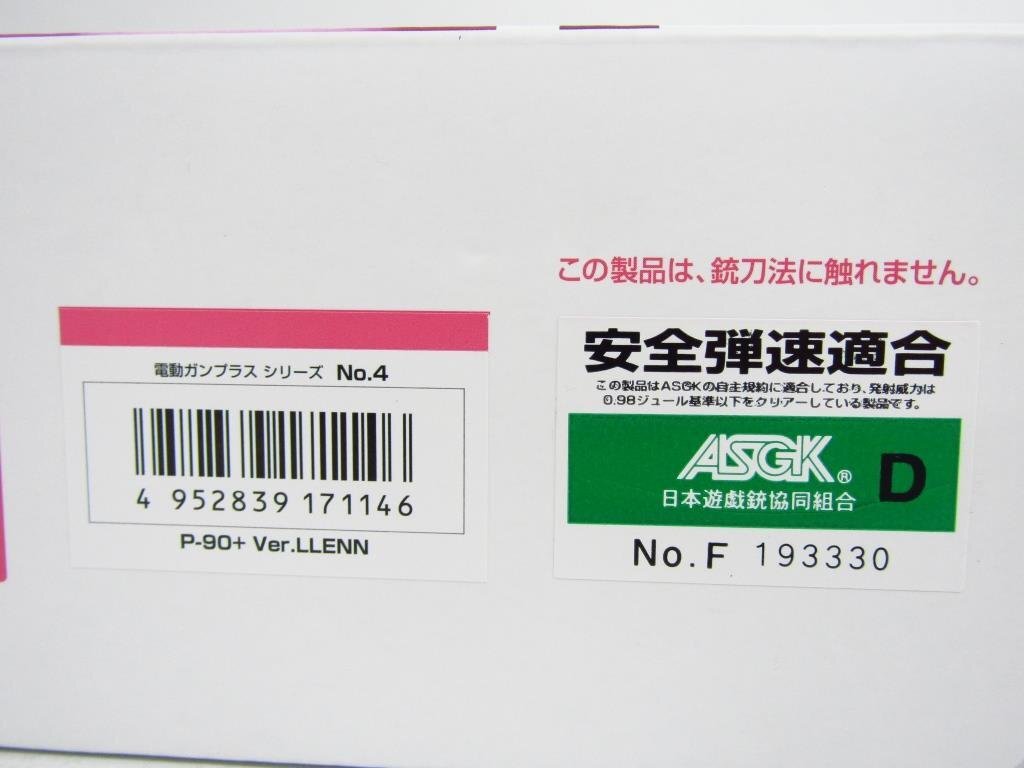 この製品は、銃刀法に触れません。
電動ガンプラス シリーズ No.4
4 952839 171146
P-90+ Ver.LLENN
安全弾速適合
この製品はASGKの自主規約に適合しており、発射威力は
0.98ジュール基準以下をクリアーしている製品です。
ASGK® D
日本遊戯銃協同組合
No.F 193330